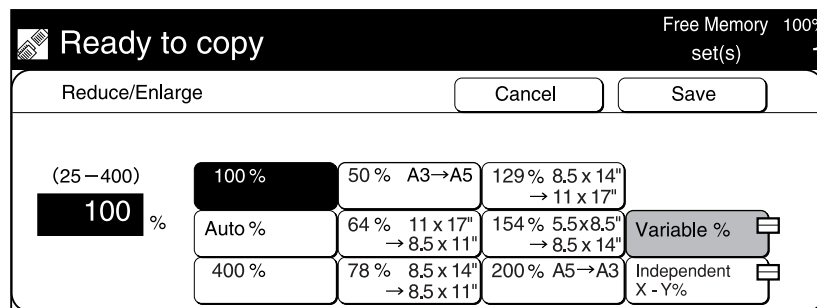 Ready to copy
Free Memory 100%
set(s) 1
Reduce/Enlarge
Cancel
Save
(25－400)
100 %
100 %
50 % A3→A5
129 % 8.5 x 14"
→ 11 x 17"
Auto %
64 % 11 x 17"
→ 8.5 x 11"
154 % 5.5x8.5"
→ 8.5 x 14"
Variable %
400 %
78 % 8.5 x 14"
→ 8.5 x 11"
200 % A5→A3
Independent
X - Y%